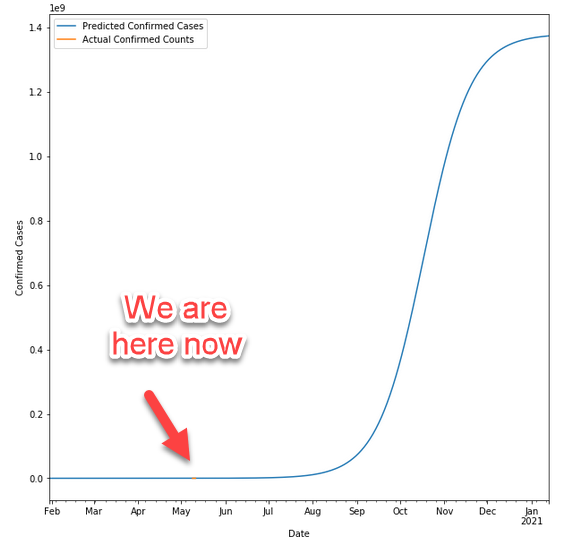 1e9
Predicted Confirmed Cases
Actual Confirmed Counts
1.4
1.2
1.0
0.8
0.6
0.4
0.2
0.0
Confirmed Cases
We are
here now
Feb Mar Apr May Jun Jul Aug Sep Oct Nov Dec Jan
2021
Date